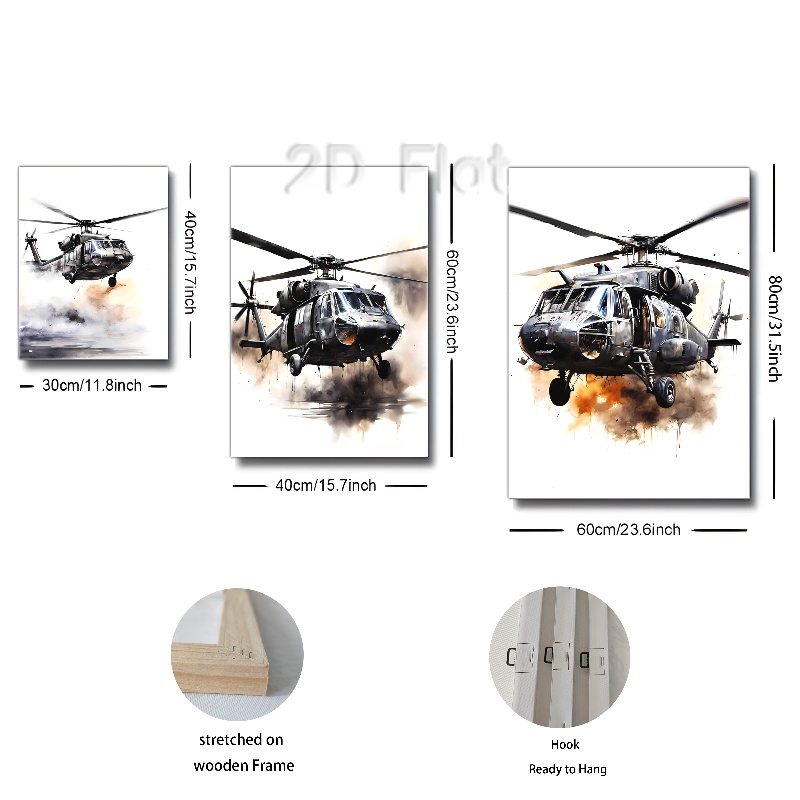 2D Flat
40cm/15.7inch
30cm/11.8inch
60cm/23.6inch
40cm/15.7inch
80cm/31.5inch
60cm/23.6inch
stretched on
wooden Frame
Hook
Ready to Hang